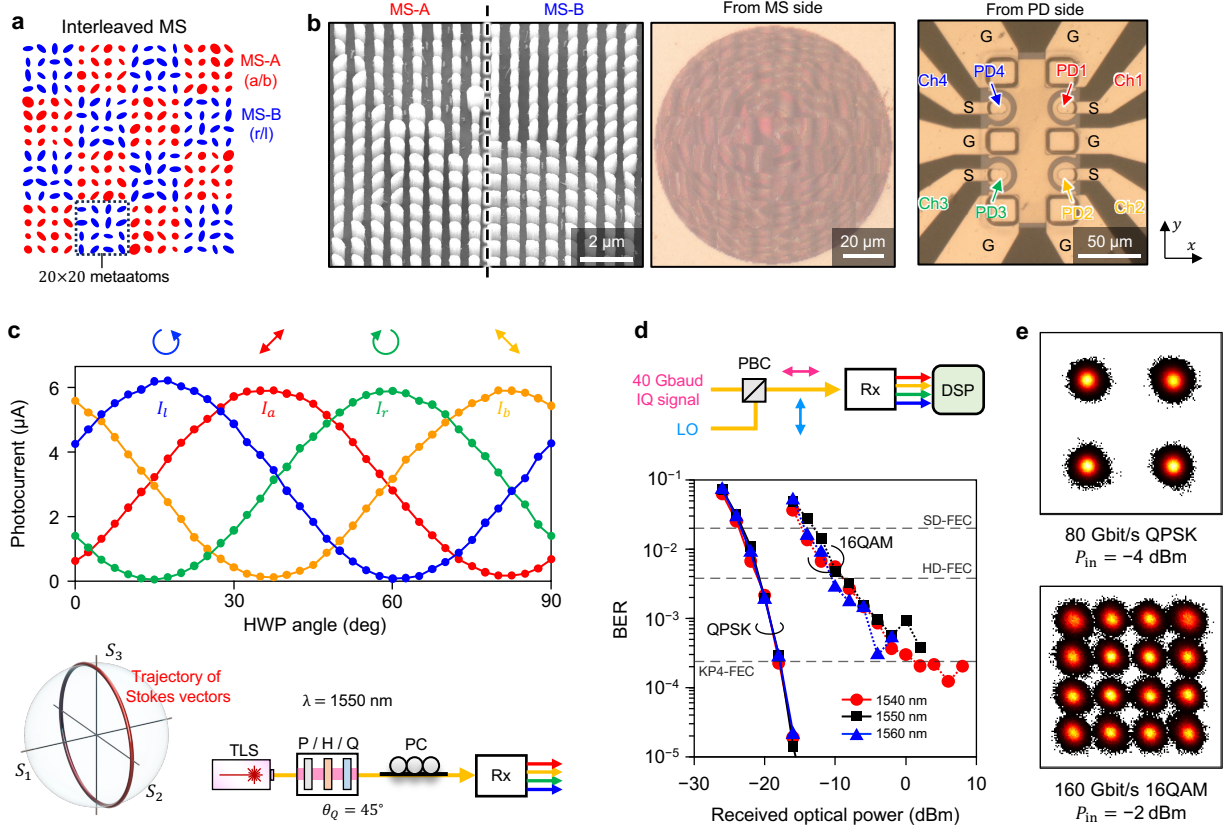 a
Interleaved MS
MS-A
(a/b)
MS-B
(r/l)
20×20 metaatoms
b
MS-A
MS-B
2 μm
From MS side
20 μm
From PD side
G
G
Ch4
PD4
PD1
Ch1
S
S
G
G
S
S
Ch3
PD3
PD2
Ch2
G
G
50 μm
y
x
c
Photocurrent (μA)
6
4
2
0
I_l
I_a
I_r
I_b
0
30
60
90
HWP angle (deg)
S_3
Trajectory of
Stokes vectors
S_1
S_2
λ = 1550 nm
TLS
P / H / Q
PC
Rx
θ_Q = 45°
d
PBC
40 Gbaud
IQ signal
LO
Rx
DSP
BER
10⁻¹
10⁻²
10⁻³
10⁻⁴
10⁻⁵
SD-FEC
16QAM
HD-FEC
QPSK
KP4-FEC
1540 nm
1550 nm
1560 nm
−30
−20
−10
0
10
Received optical power (dBm)
e
80 Gbit/s QPSK
P_in = −4 dBm
160 Gbit/s 16QAM
P_in = −2 dBm